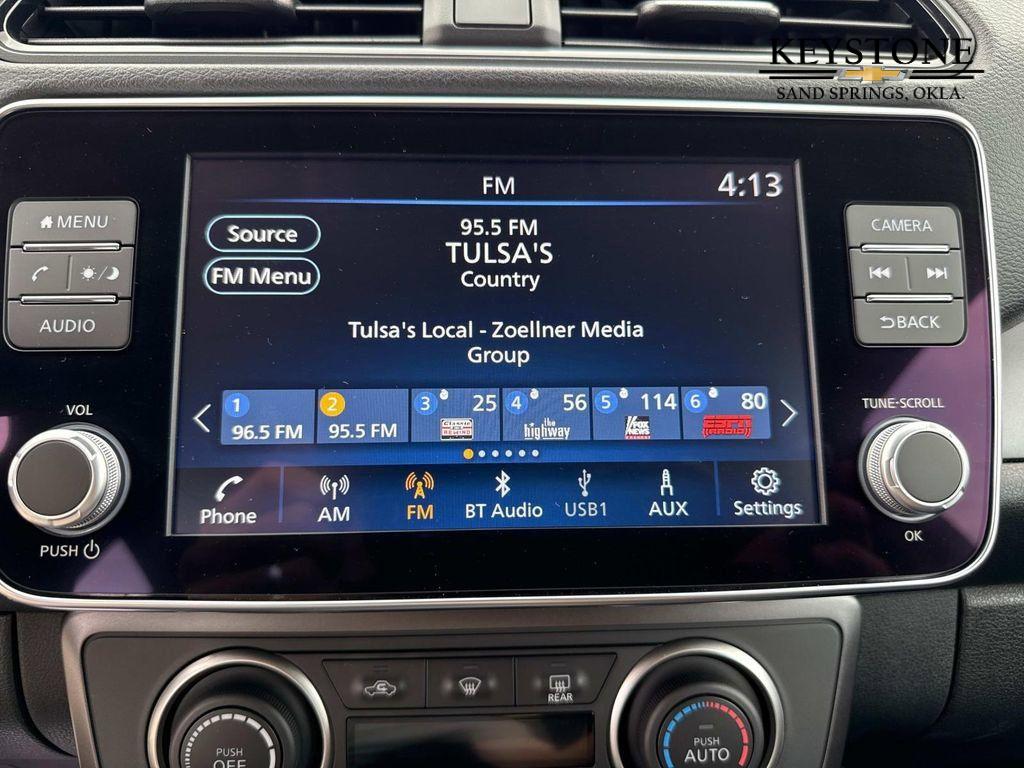 KEYSTONE
SAND SPRINGS, OKLA.
FM
4:13
MENU
AUDIO
Source
FM Menu
95.5 FM
TULSA'S
Country
Tulsa's Local - Zoellner Media
Group
CAMERA
BACK
VOL
PUSH
TUNE·SCROLL
OK
1
96.5 FM
2
95.5 FM
3
25
CLASSIC
REWIND
4
56
the
highway
5
114
FOX
NEWS
6
80
ESPN
RADIO
Phone
AM
FM
BT Audio
USB1
AUX
Settings
REAR
PUSH
OFF
PUSH
AUTO